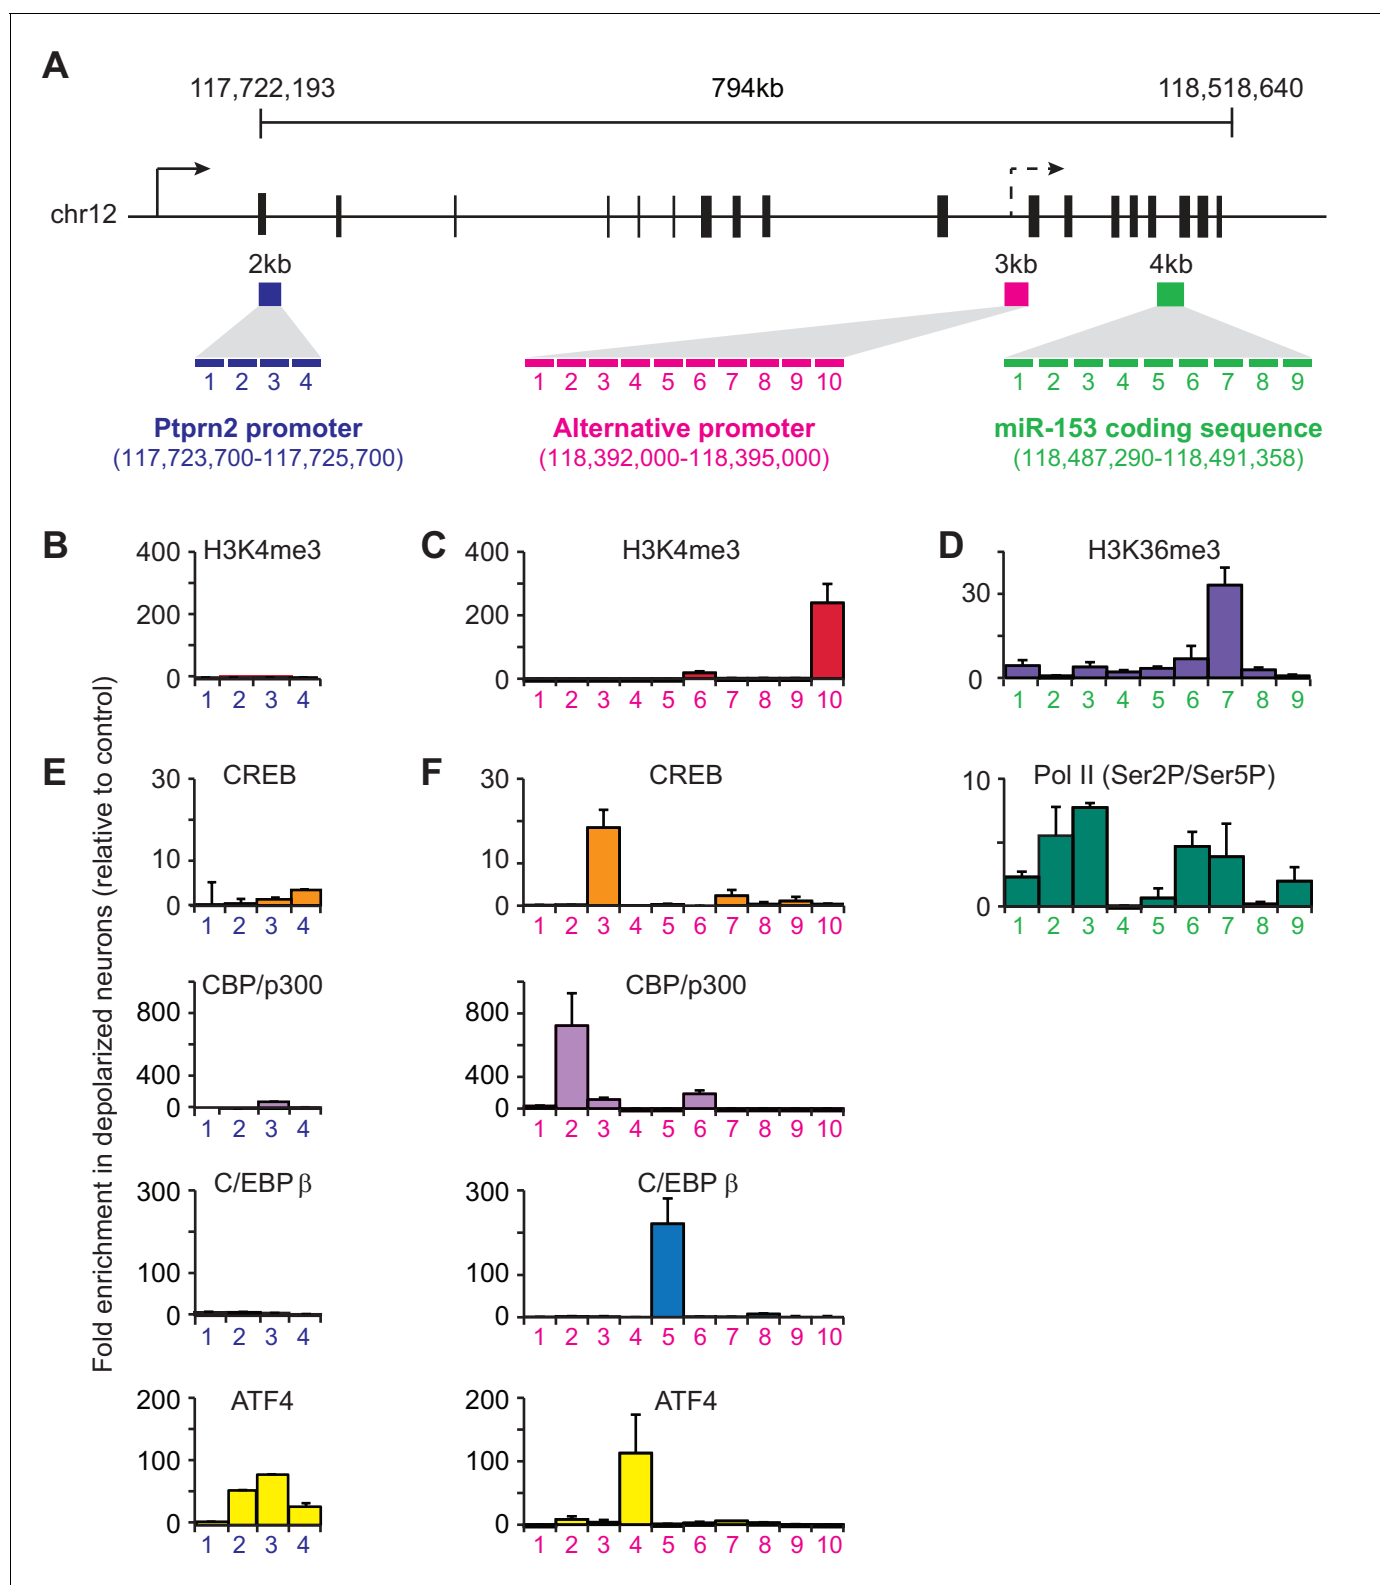 A
117,722,193 794kb 118,518,640
chr12
2kb 3kb 4kb
1 2 3 4 1 2 3 4 5 6 7 8 9 10 1 2 3 4 5 6 7 8 9
Ptprn2 promoter Alternative promoter miR-153 coding sequence
(117,723,700-117,725,700) (118,392,000-118,395,000) (118,487,290-118,491,358)
Fold enrichment in depolarized neurons (relative to control)
B
H3K4me3
400
200
0
1 2 3 4
C
H3K4me3
400
200
0
1 2 3 4 5 6 7 8 9 10
D
H3K36me3
30
0
1 2 3 4 5 6 7 8 9
Pol II (Ser2P/Ser5P)
10
0
1 2 3 4 5 6 7 8 9
E
CREB
30
10
0
1 2 3 4
CBP/p300
800
400
0
1 2 3 4
C/EBP β
300
100
0
1 2 3 4
ATF4
200
100
0
1 2 3 4
F
CREB
30
10
0
1 2 3 4 5 6 7 8 9 10
CBP/p300
800
400
0
1 2 3 4 5 6 7 8 9 10
C/EBP β
300
100
0
1 2 3 4 5 6 7 8 9 10
ATF4
200
100
0
1 2 3 4 5 6 7 8 9 10